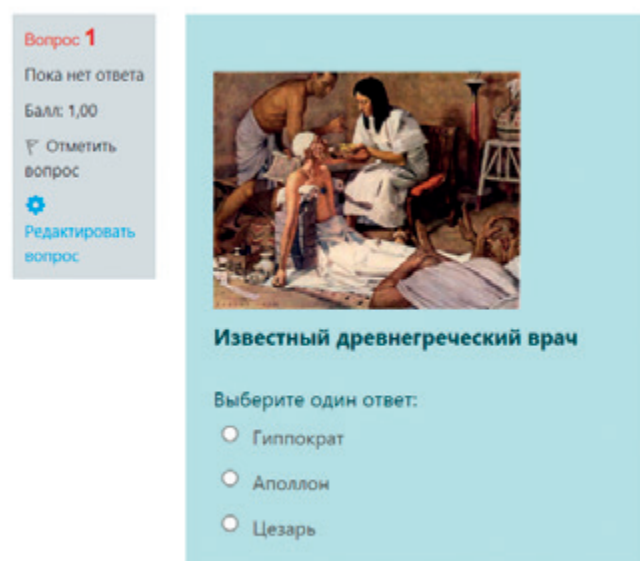 Вопрос 1
Пока нет ответа
Балл: 1,00
Отметить
вопрос
Редактировать
вопрос
Известный древнегреческий врач
Выберите один ответ:
Гиппократ
Аполлон
Цезарь